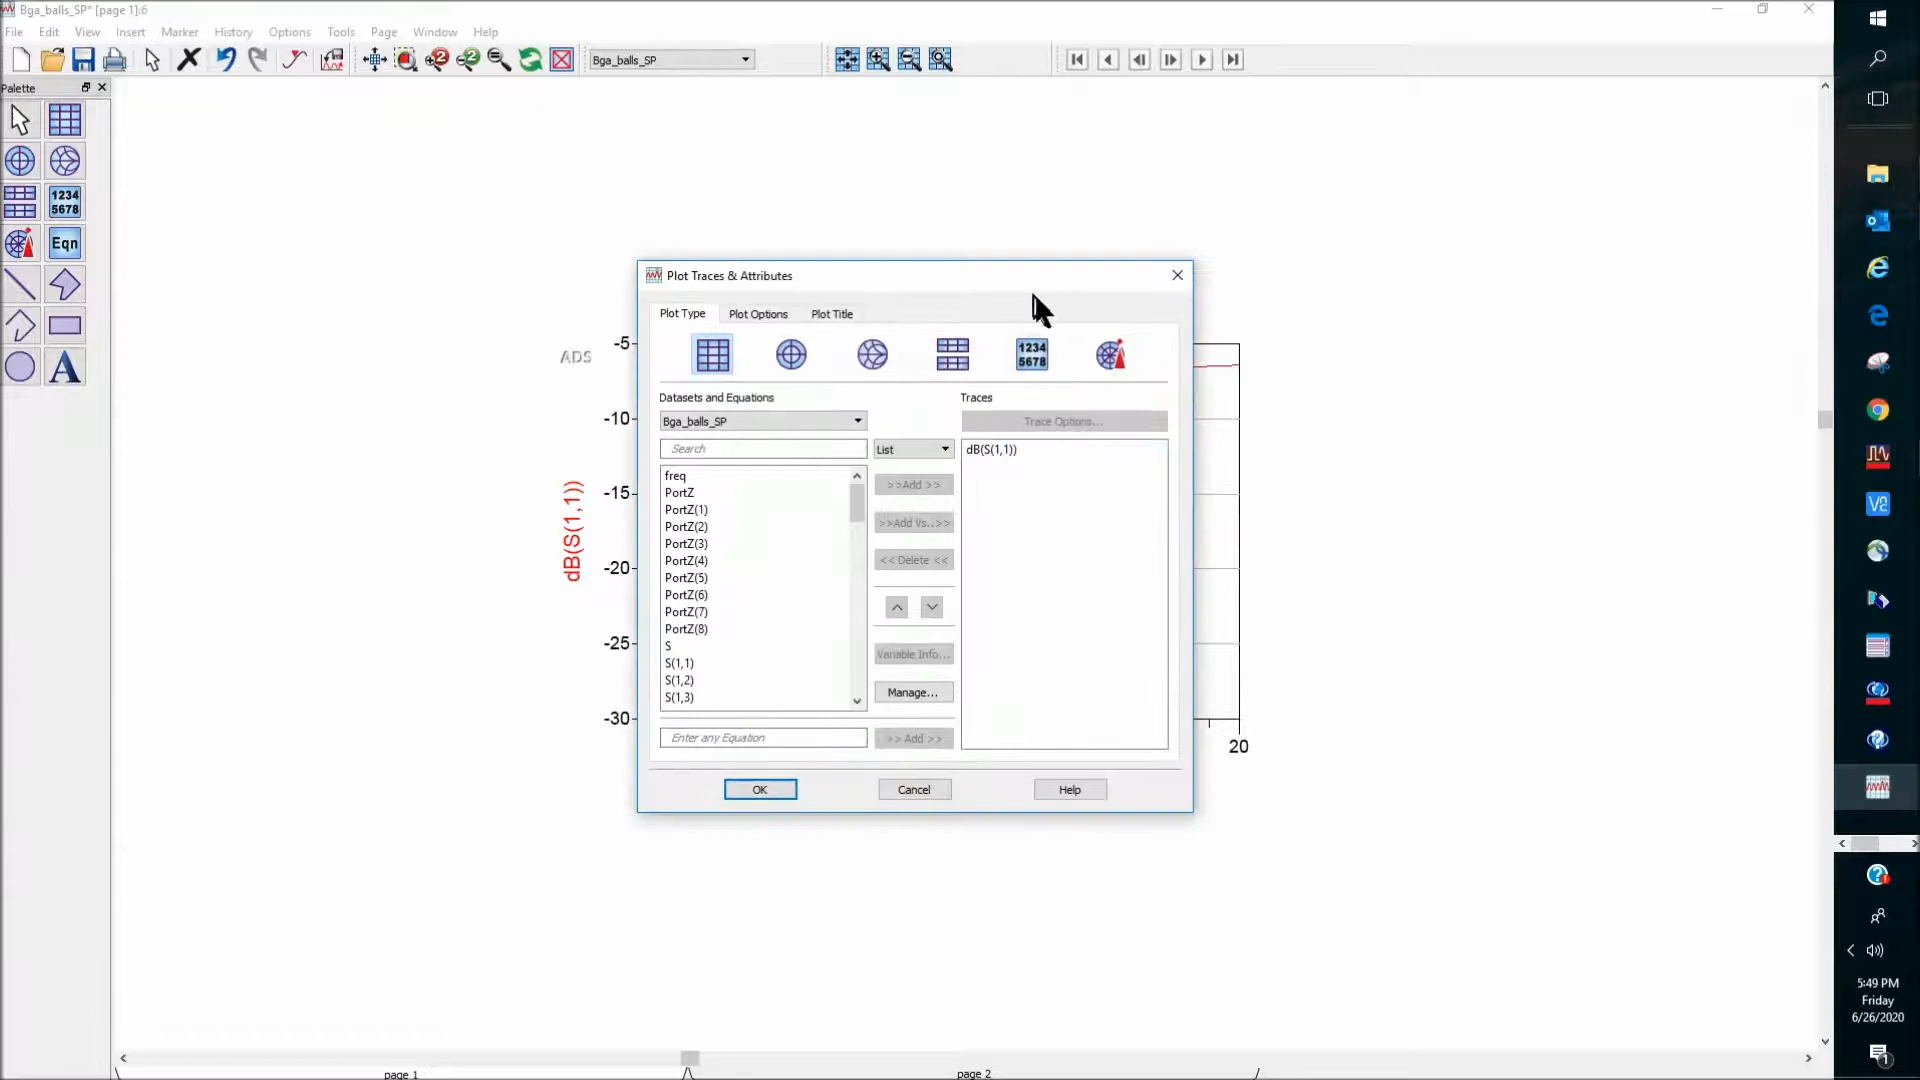 Bga_balls_SP* [page 1]:6
File Edit View Insert Marker History Options Tools Page Window Help
Bga_balls_SP
Palette
1234
5678
Eqn
A
ADS
-5
-10
-15
-20
-25
-30
dB(S(1,1))
20
Plot Traces & Attributes
Plot Type Plot Options Plot Title
1234
5678
Datasets and Equations
Traces
Bga_balls_SP
Trace Options...
Search
List
dB(S(1,1))
freq
PortZ
PortZ(1)
PortZ(2)
PortZ(3)
PortZ(4)
PortZ(5)
PortZ(6)
PortZ(7)
PortZ(8)
S
S(1,1)
S(1,2)
S(1,3)
>>Add >>
>>Add Vs..>>
<< Delete <<
Variable Info...
Manage...
Enter any Equation
>> Add >>
OK Cancel Help
page 1
page 2
5:49 PM
Friday
6/26/2020
1